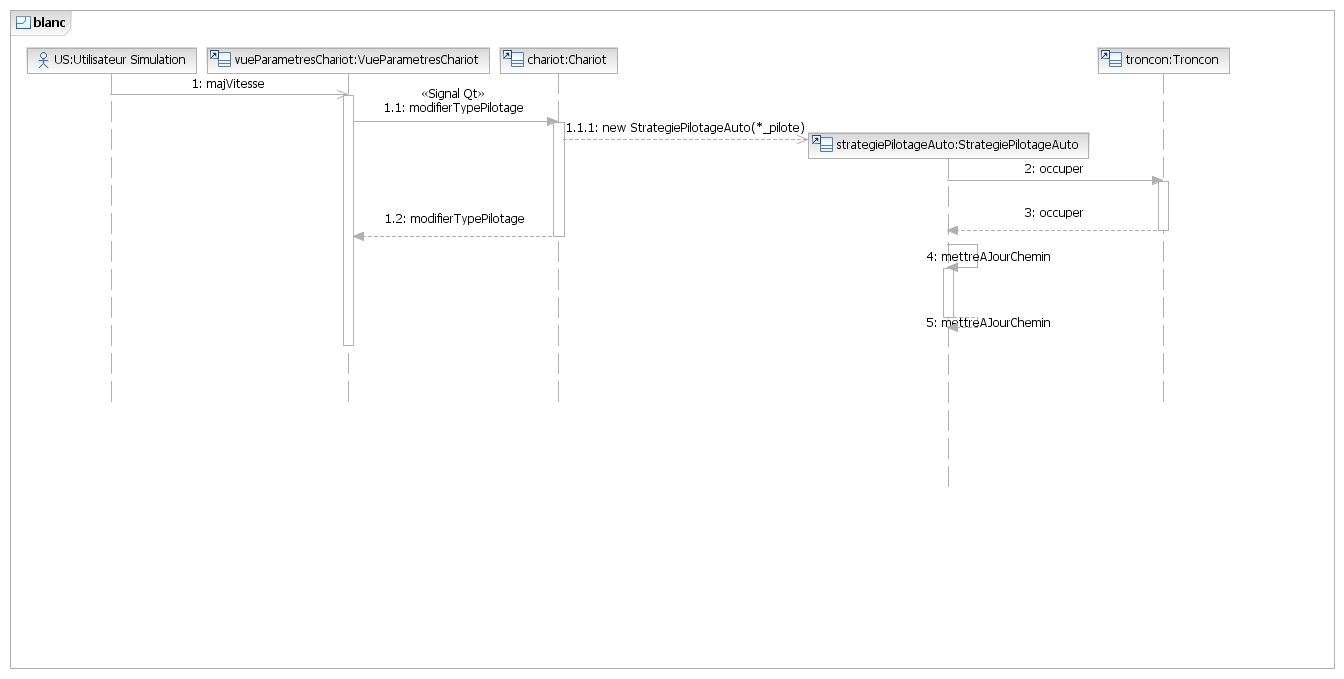 blanc
US:Utilisateur Simulation
vueParametresChariot:VueParametresChariot
chariot:Chariot
troncon:Troncon
1: majVitesse
«Signal Qt»
1.1: modifierTypePilotage
1.1.1: new StrategiePilotageAuto(*_pilote)
strategiePilotageAuto:StrategiePilotageAuto
2: occuper
1.2: modifierTypePilotage
3: occuper
4: mettreAJourChemin
5: mettreAJourChemin